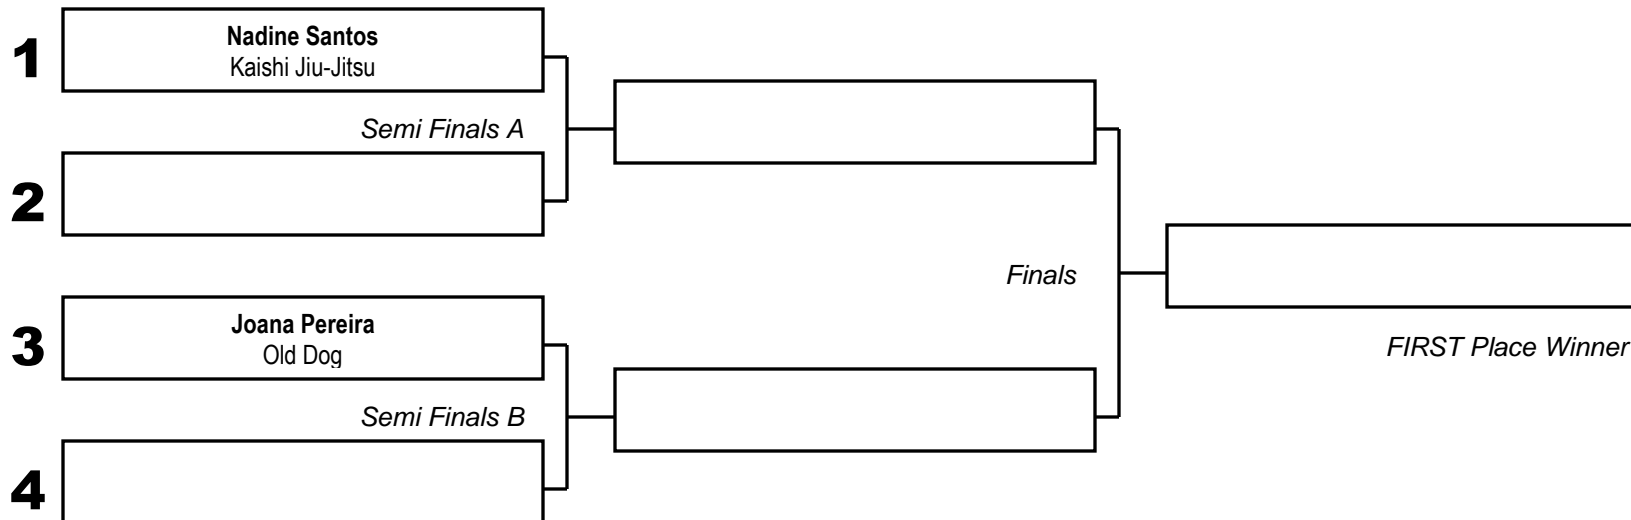 1
Nadine Santos
Kaishi Jiu-Jitsu
Semi Finals A
2
Finals
3
Joana Pereira
Old Dog
FIRST Place Winner
Semi Finals B
4